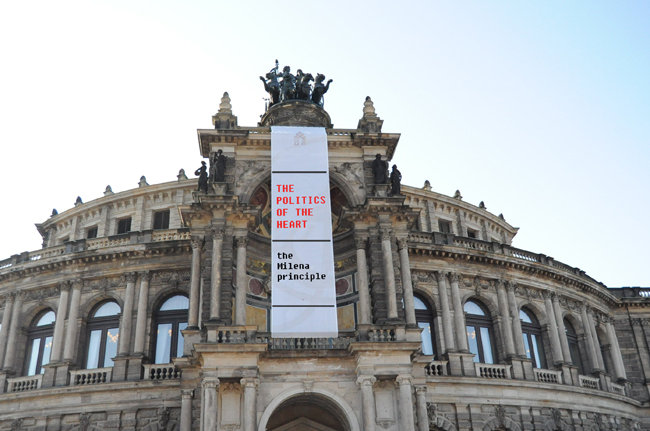 THE
POLITICS
OF THE
HEART
the
Milena
principle